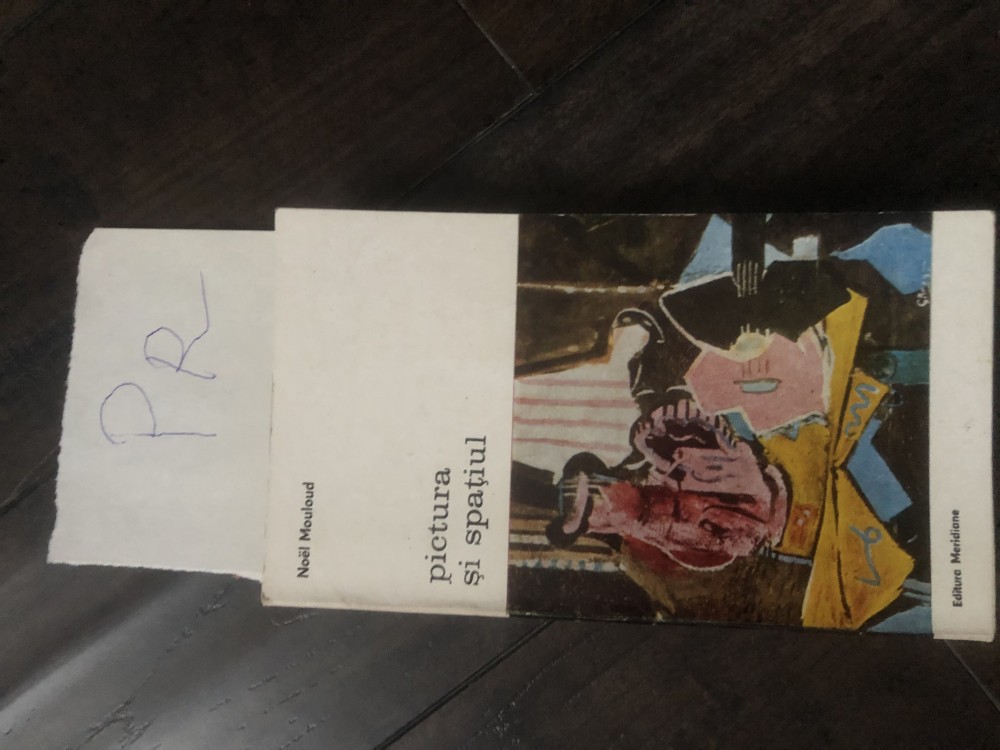 PR
Noël Mouloud
pictura
și spațiul
Editura Meridiane